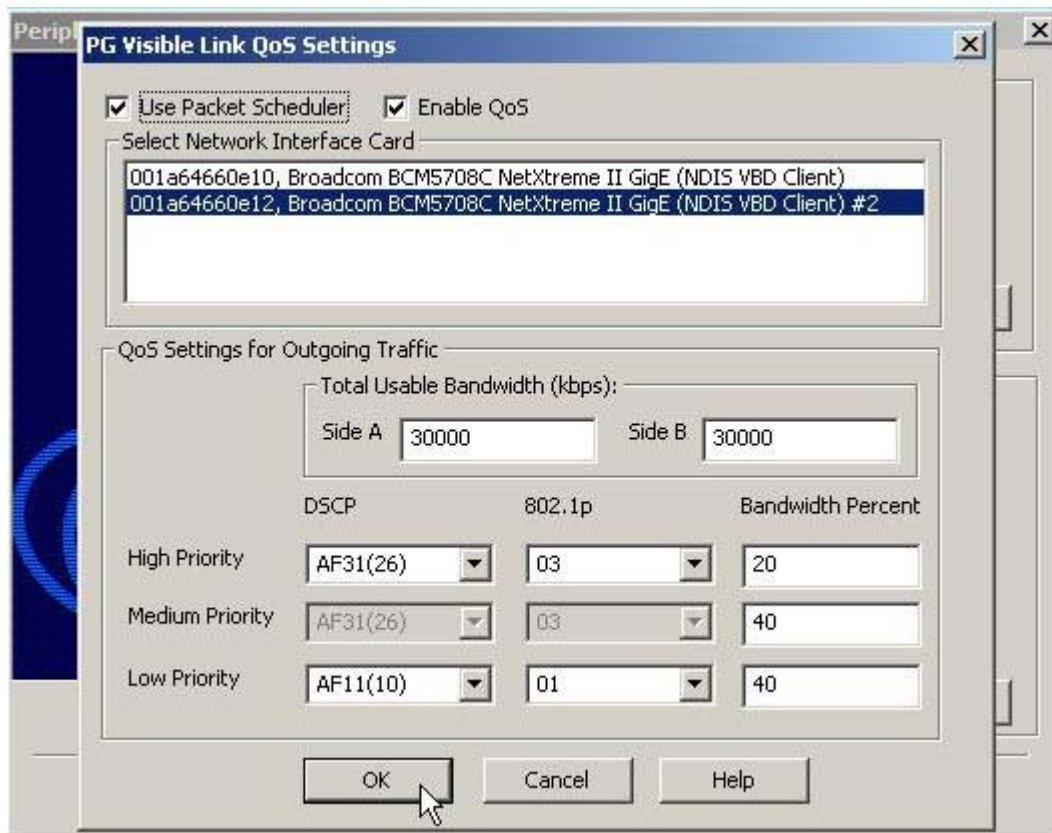 Periph
PG Visible Link QoS Settings
Use Packet Scheduler Enable QoS
Select Network Interface Card
001a64660e10, Broadcom BCM5708C NetXtreme II GigE (NDIS VBD Client)
001a64660e12, Broadcom BCM5708C NetXtreme II GigE (NDIS VBD Client) #2
QoS Settings for Outgoing Traffic
Total Usable Bandwidth (kbps):
Side A 30000 Side B 30000
DSCP 802.1p Bandwidth Percent
High Priority AF31(26) 03 20
Medium Priority AF31(26) 03 40
Low Priority AF11(10) 01 40
OK Cancel Help